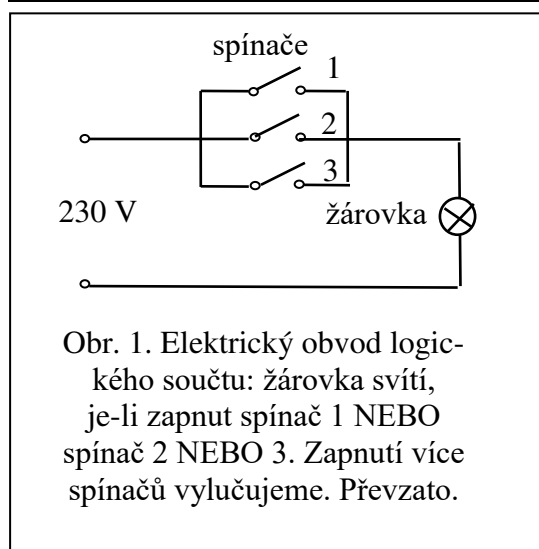 spínače
1
2
3
230 V
žárovka
Obr. 1. Elektrický obvod logic-
kého součtu: žárovka svítí,
je-li zapnut spínač 1 NEBO
spínač 2 NEBO 3. Zapnutí více
spínačů vylučujeme. Převzato.